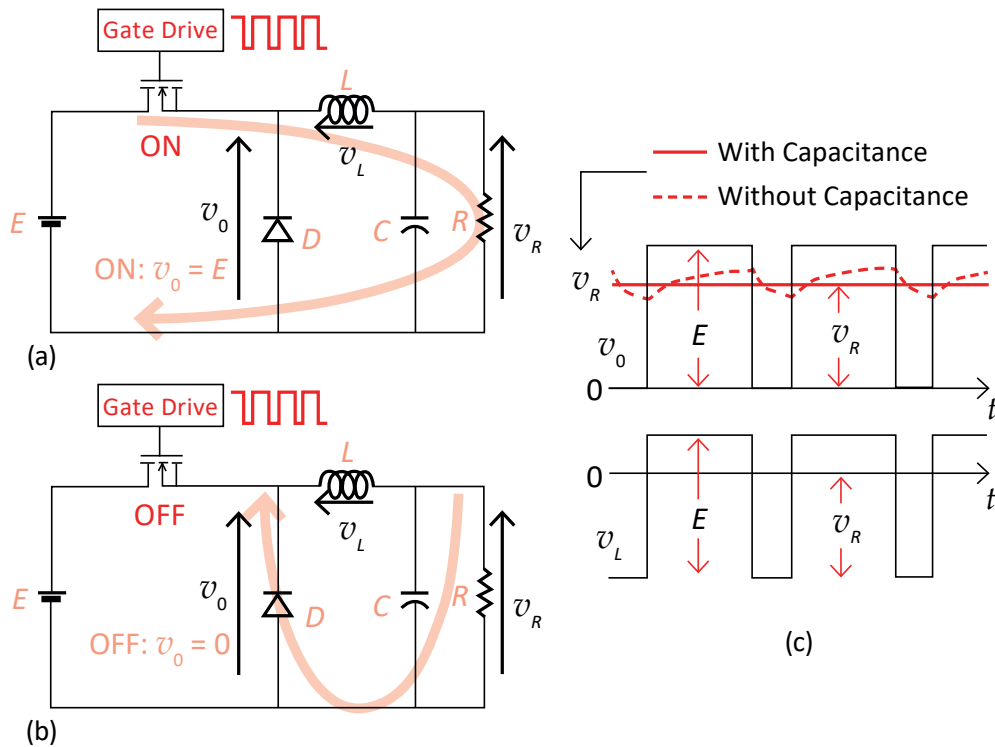 (a)
Gate Drive
L
ON
v_L
E
v_0
D
C
R
v_R
ON: v_0 = E
(b)
Gate Drive
L
OFF
v_L
E
v_0
D
C
R
v_R
OFF: v_0 = 0
With Capacitance
Without Capacitance
v_R
E
v_R
v_0
0
t
0
E
v_R
t
v_L
(c)